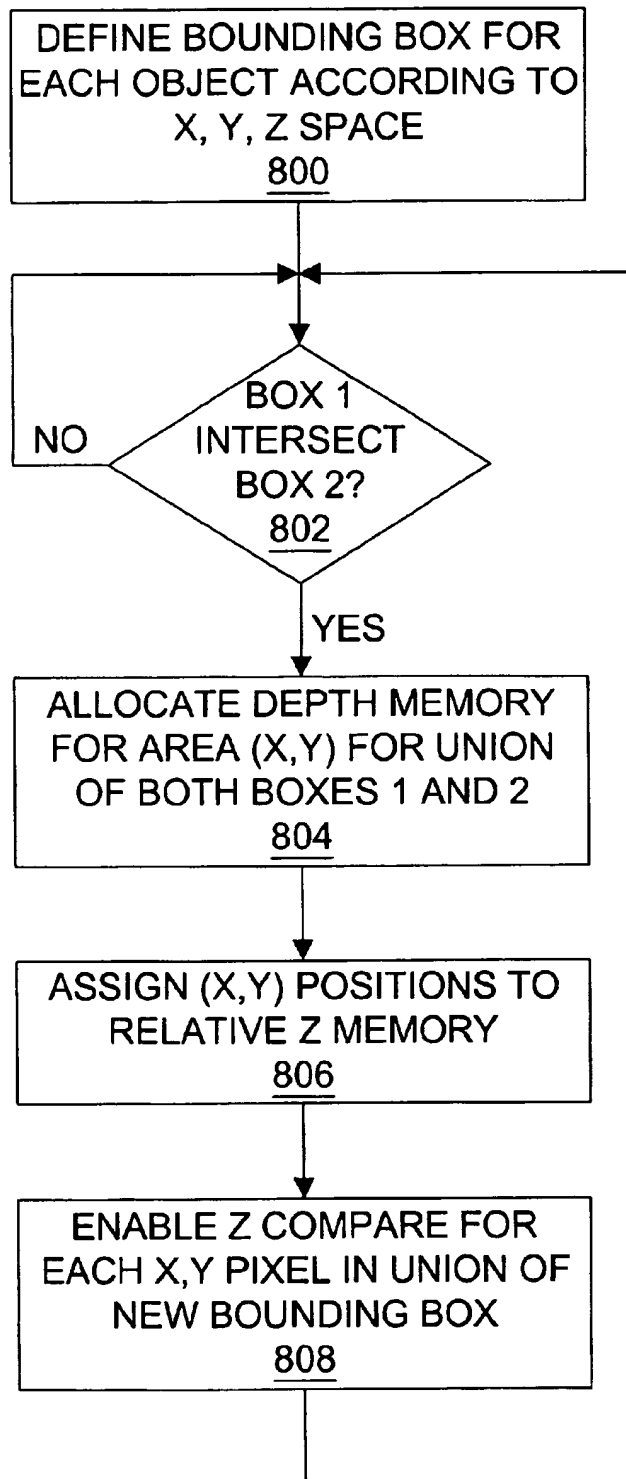 DEFINE BOUNDING BOX FOR
EACH OBJECT ACCORDING TO
X, Y, Z SPACE
800
BOX 1
INTERSECT
BOX 2?
802
NO
YES
ALLOCATE DEPTH MEMORY
FOR AREA (X,Y) FOR UNION
OF BOTH BOXES 1 AND 2
804
ASSIGN (X,Y) POSITIONS TO
RELATIVE Z MEMORY
806
ENABLE Z COMPARE FOR
EACH X,Y PIXEL IN UNION OF
NEW BOUNDING BOX
808